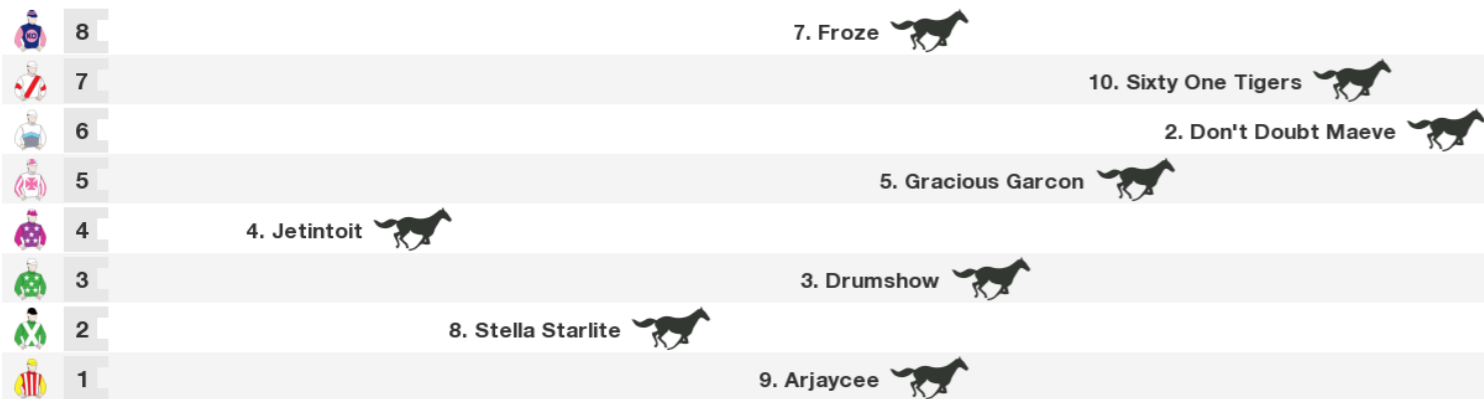 8 7. Froze
7 10. Sixty One Tigers
6 2. Don't Doubt Maeve
5 5. Gracious Garcon
4 4. Jetintoit
3 3. Drumshow
2 8. Stella Starlite
1 9. Arjaycee